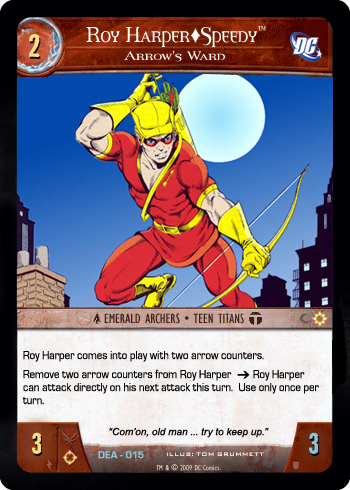 2
Roy Harper♦Speedy™
Arrow's Ward
DC
EMERALD ARCHERS • TEEN TITANS
Roy Harper comes into play with two arrow counters.
Remove two arrow counters from Roy Harper → Roy Harper
can attack directly on his next attack this turn. Use only once per
turn.
"Com'on, old man ... try to keep up."
3
DEA - 015
ILLUS: TOM GRUMMETT
3
TM & © 2009 DC Comics.